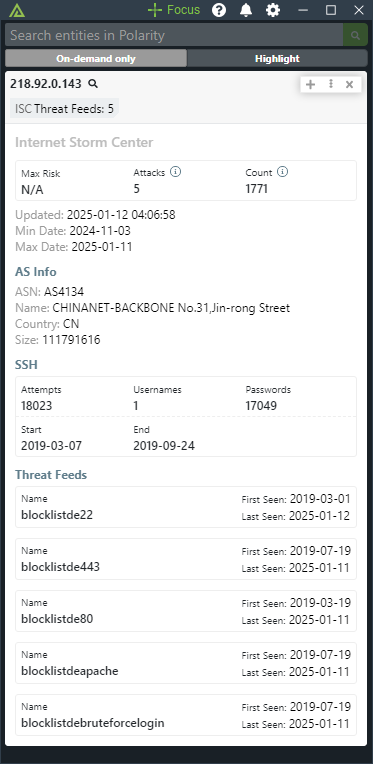 Focus
Search entities in Polarity
On-demand only Highlight
218.92.0.143
ISC Threat Feeds: 5
Internet Storm Center
Max Risk Attacks Count
N/A 5 1771
Updated: 2025-01-12 04:06:58
Min Date: 2024-11-03
Max Date: 2025-01-11
AS Info
ASN: AS4134
Name: CHINANET-BACKBONE No.31,Jin-rong Street
Country: CN
Size: 111791616
SSH
Attempts Usernames Passwords
18023 1 17049
Start End
2019-03-07 2019-09-24
Threat Feeds
Name First Seen: 2019-03-01
blocklistde22 Last Seen: 2025-01-12
Name First Seen: 2019-07-19
blocklistde443 Last Seen: 2025-01-11
Name First Seen: 2019-03-19
blocklistde80 Last Seen: 2025-01-11
Name First Seen: 2019-07-19
blocklistdeapache Last Seen: 2025-01-11
Name First Seen: 2019-07-19
blocklistdebruteforcelogin Last Seen: 2025-01-11